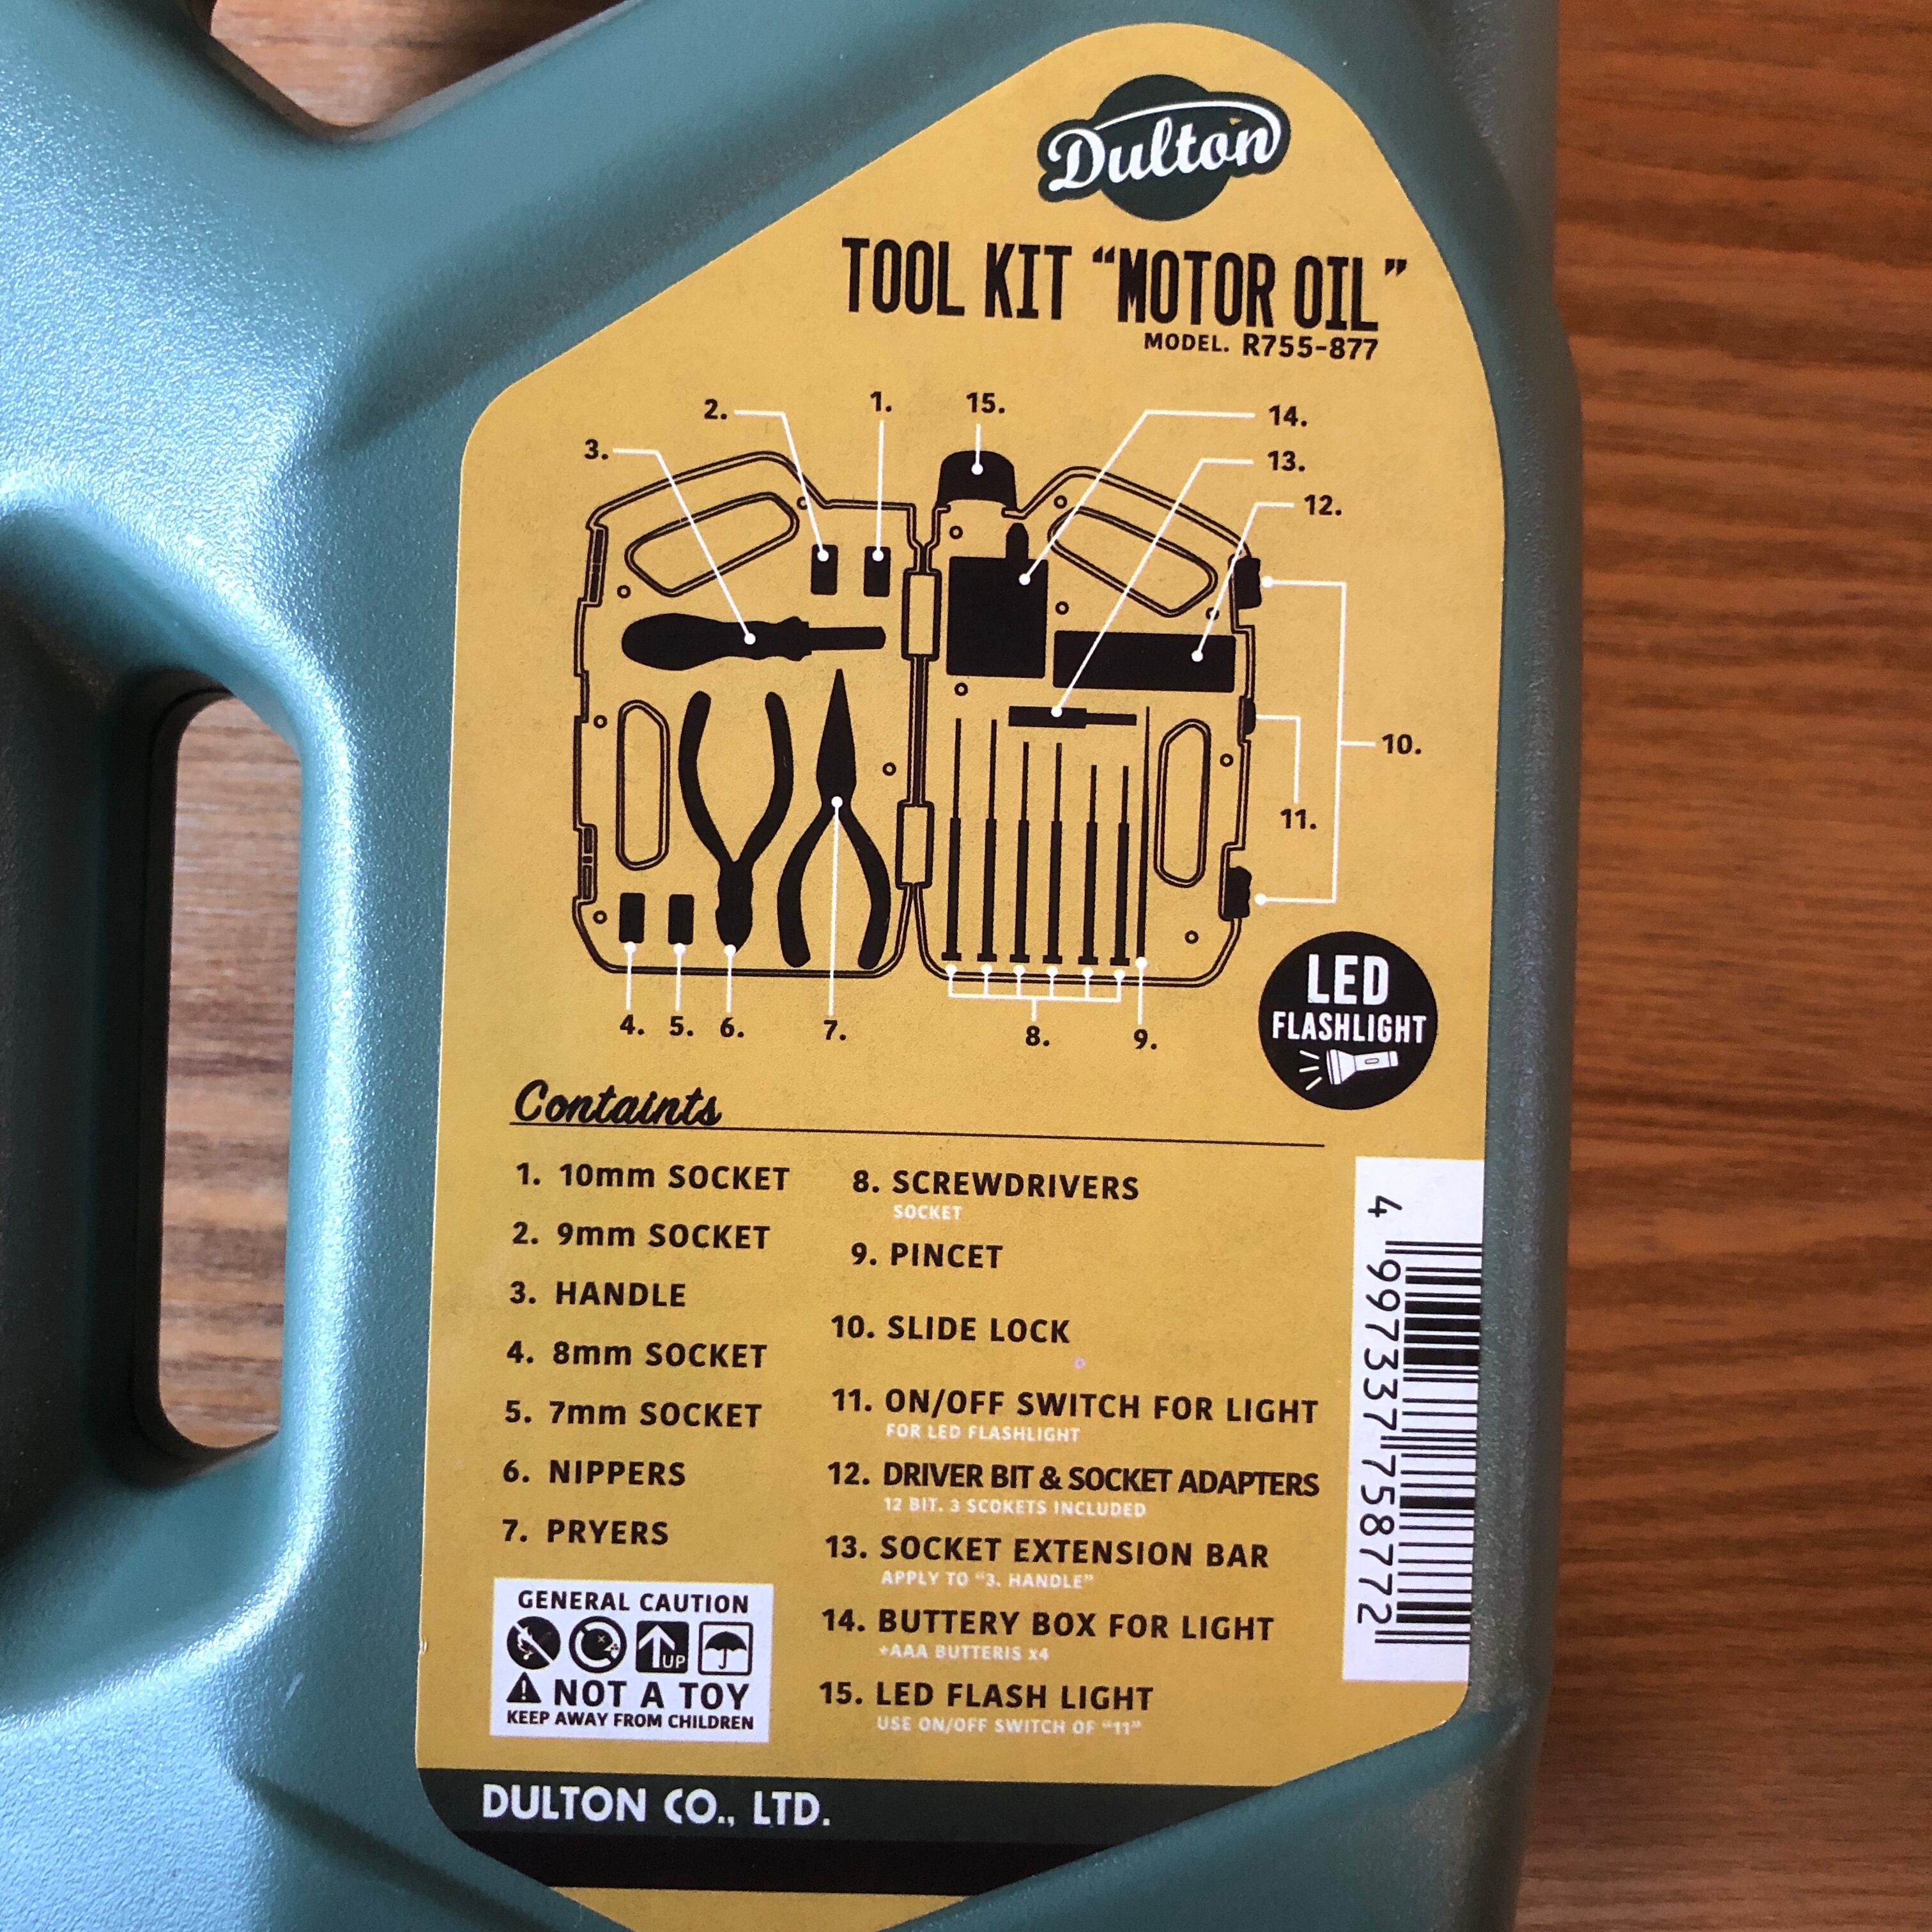 Dulton
TOOL KIT “MOTOR OIL”
MODEL. R755-877
2.
1.
15.
14.
3.
13.
12.
10.
11.
4.
5.
6.
7.
8.
9.
LED
FLASHLIGHT
Containts
1. 10mm SOCKET
2. 9mm SOCKET
3. HANDLE
4. 8mm SOCKET
5. 7mm SOCKET
6. NIPPERS
7. PRYERS
8. SCREWDRIVERS
SOCKET
9. PINCET
10. SLIDE LOCK
11. ON/OFF SWITCH FOR LIGHT
FOR LED FLASHLIGHT
12. DRIVER BIT & SOCKET ADAPTERS
12 BIT. 3 SCOKETS INCLUDED
13. SOCKET EXTENSION BAR
APPLY TO “3. HANDLE”
14. BUTTERY BOX FOR LIGHT
+AAA BUTTERIS x4
15. LED FLASH LIGHT
USE ON/OFF SWITCH OF “11”
4 997337 758772
GENERAL CAUTION
UP
NOT A TOY
KEEP AWAY FROM CHILDREN
DULTON CO., LTD.